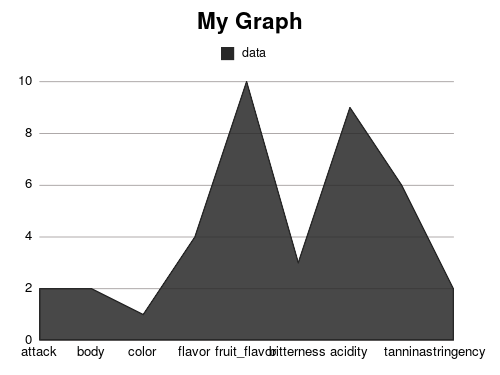 My Graph
data
10
8
6
4
2
0
attack body color flavor fruit_flavor bitterness acidity tannin astringency